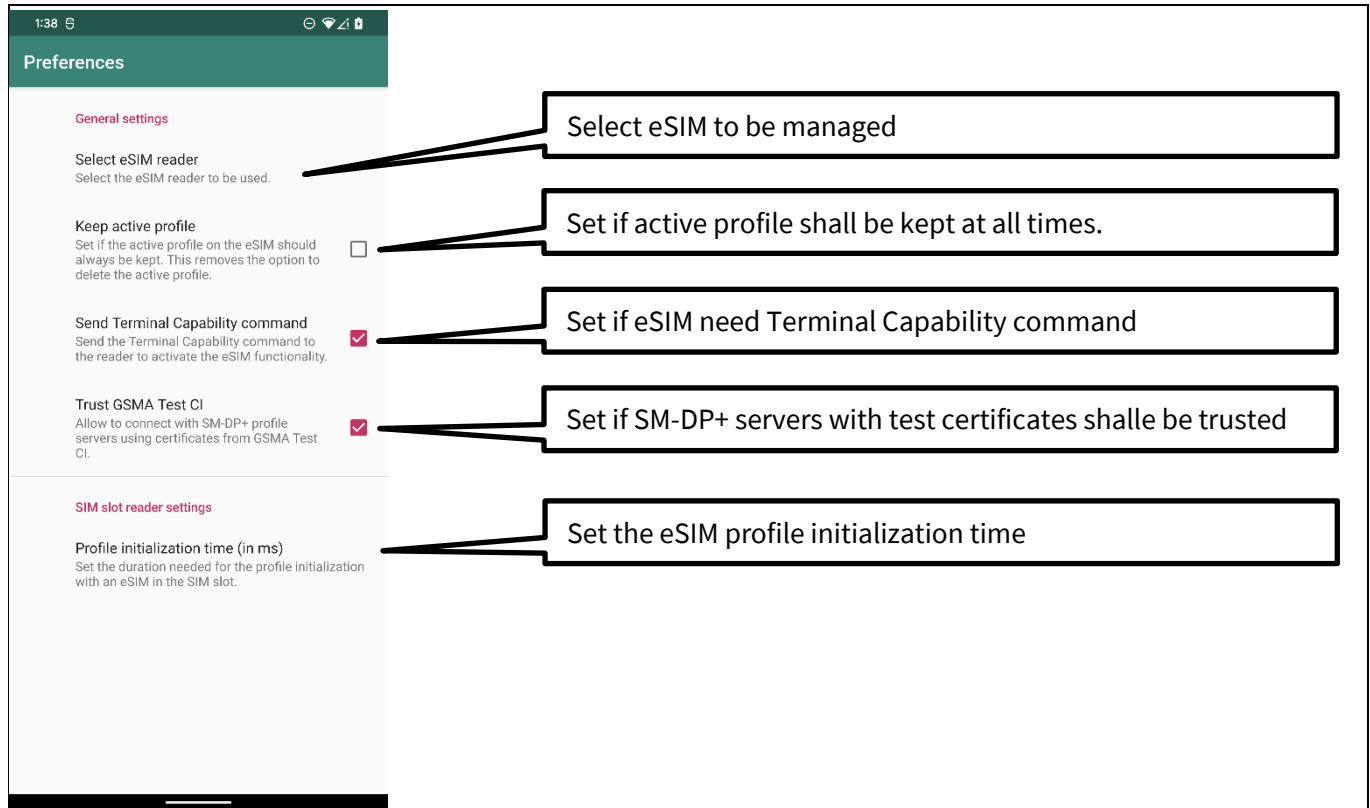 1:38
Preferences
General settings
Select eSIM reader
Select the eSIM reader to be used.
Select eSIM to be managed
Keep active profile
Set if the active profile on the eSIM should
always be kept. This removes the option to
delete the active profile.
Set if active profile shall be kept at all times.
Send Terminal Capability command
Send the Terminal Capability command to
the reader to activate the eSIM functionality.
Set if eSIM need Terminal Capability command
Trust GSMA Test CI
Allow to connect with SM-DP+ profile
servers using certificates from GSMA Test
CI.
Set if SM-DP+ servers with test certificates shalle be trusted
SIM slot reader settings
Profile initialization time (in ms)
Set the duration needed for the profile initialization
with an eSIM in the SIM slot.
Set the eSIM profile initialization time